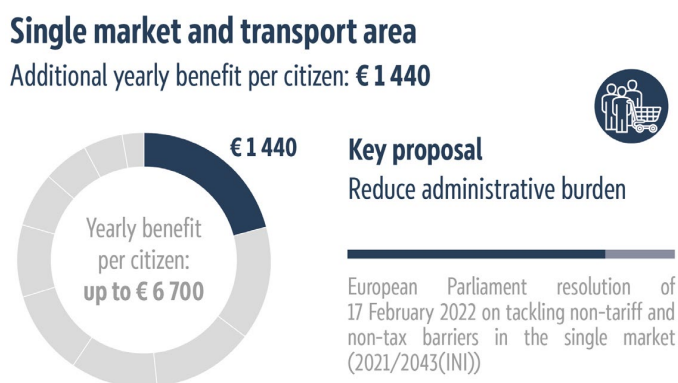 Single market and transport area
Additional yearly benefit per citizen: € 1 440
€ 1 440
Yearly benefit
per citizen:
up to € 6 700
Key proposal
Reduce administrative burden
European Parliament resolution of
17 February 2022 on tackling non-tariff and
non-tax barriers in the single market
(2021/2043(INI))